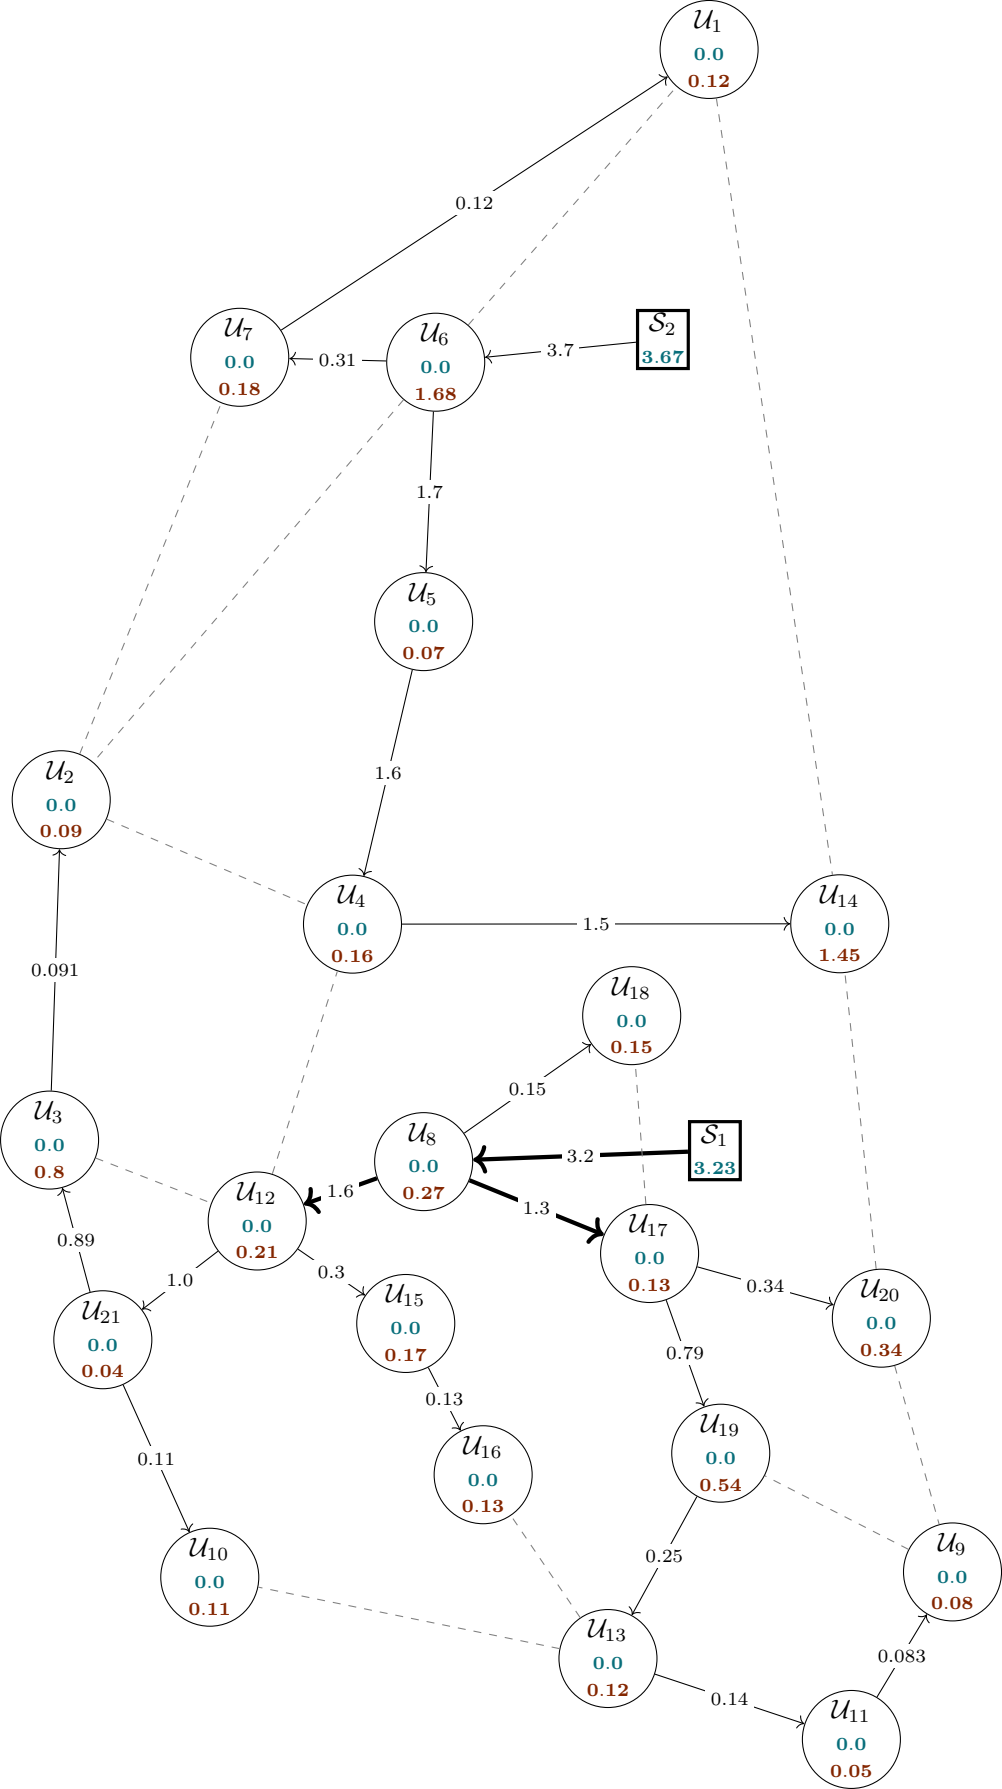 𝒰₁
0.0
0.12
0.12
𝒰₇
0.0
0.18
0.31
𝒰₆
0.0
1.68
3.7
𝒮₂
3.67
1.7
𝒰₅
0.0
0.07
1.6
𝒰₂
0.0
0.09
𝒰₄
0.0
0.16
1.5
𝒰₁₄
0.0
1.45
0.091
𝒰₁₈
0.0
0.15
0.15
𝒰₃
0.0
0.8
𝒰₈
0.0
0.27
3.2
𝒮₁
3.23
1.6
1.3
𝒰₁₂
0.0
0.21
𝒰₁₇
0.0
0.13
0.89
1.0
0.3
0.34
𝒰₂₁
0.0
0.04
𝒰₁₅
0.0
0.17
𝒰₂₀
0.0
0.34
0.79
0.13
𝒰₁₉
0.0
0.54
0.11
𝒰₁₆
0.0
0.13
0.25
𝒰₁₀
0.0
0.11
𝒰₉
0.0
0.08
𝒰₁₃
0.0
0.12
0.083
0.14
𝒰₁₁
0.0
0.05